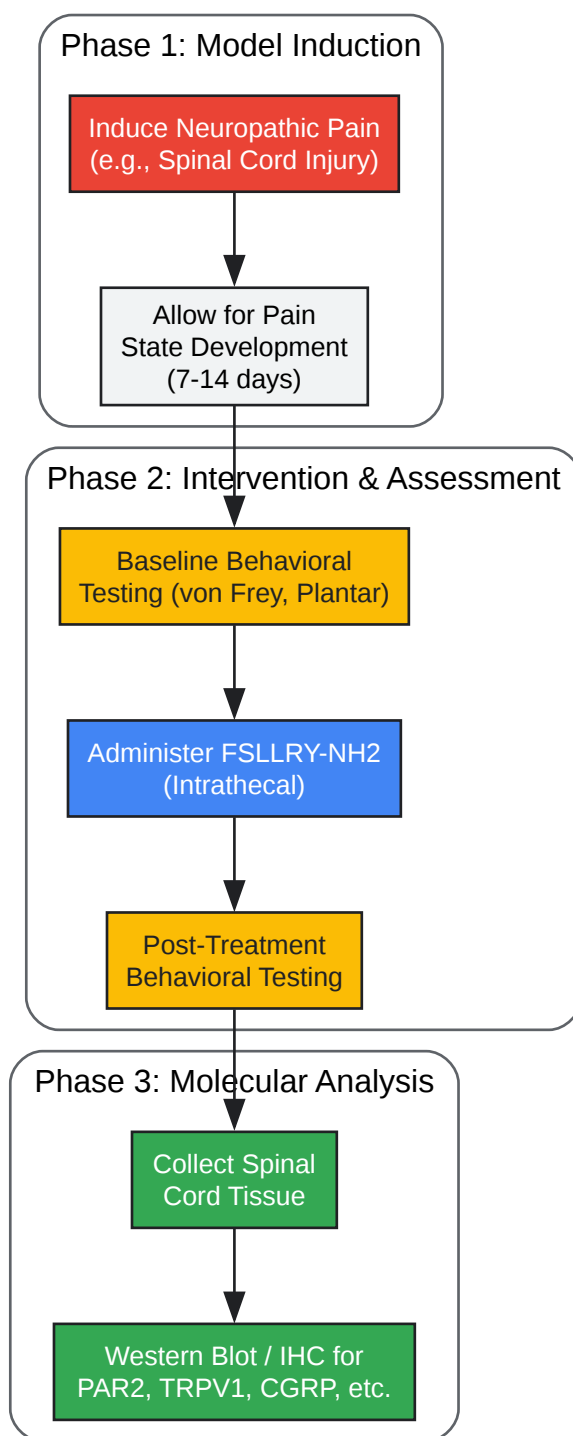 Phase 1: Model Induction
Induce Neuropathic Pain
(e.g., Spinal Cord Injury)
Allow for Pain
State Development
(7-14 days)
Phase 2: Intervention & Assessment
Baseline Behavioral
Testing (von Frey, Plantar)
Administer FSLLRY-NH2
(Intrathecal)
Post-Treatment
Behavioral Testing
Phase 3: Molecular Analysis
Collect Spinal
Cord Tissue
Western Blot / IHC for
PAR2, TRPV1, CGRP, etc.